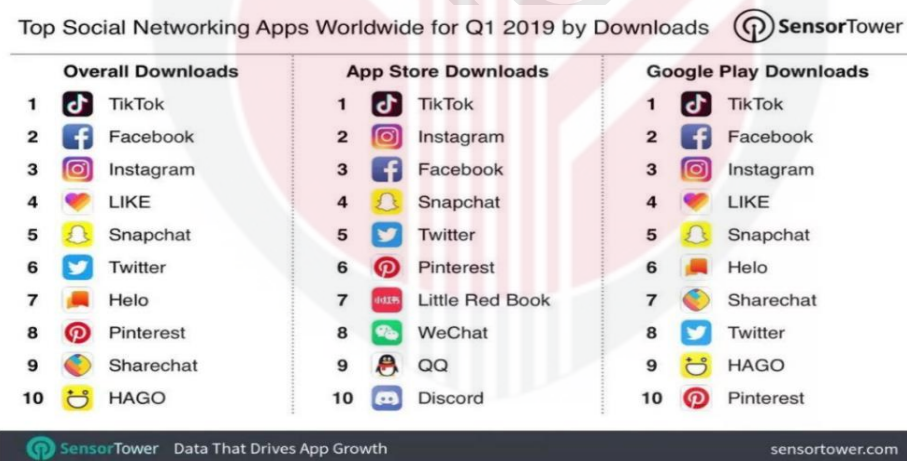 Top Social Networking Apps Worldwide for Q1 2019 by Downloads SensorTower
Overall Downloads
1 TikTok
2 Facebook
3 Instagram
4 LIKE
5 Snapchat
6 Twitter
7 Helo
8 Pinterest
9 Sharechat
10 HAGO
App Store Downloads
1 TikTok
2 Instagram
3 Facebook
4 Snapchat
5 Twitter
6 Pinterest
7 小红书 Little Red Book
8 WeChat
9 QQ
10 Discord
Google Play Downloads
1 TikTok
2 Facebook
3 Instagram
4 LIKE
5 Snapchat
6 Helo
7 Sharechat
8 Twitter
9 HAGO
10 Pinterest
SensorTower Data That Drives App Growth sensortower.com